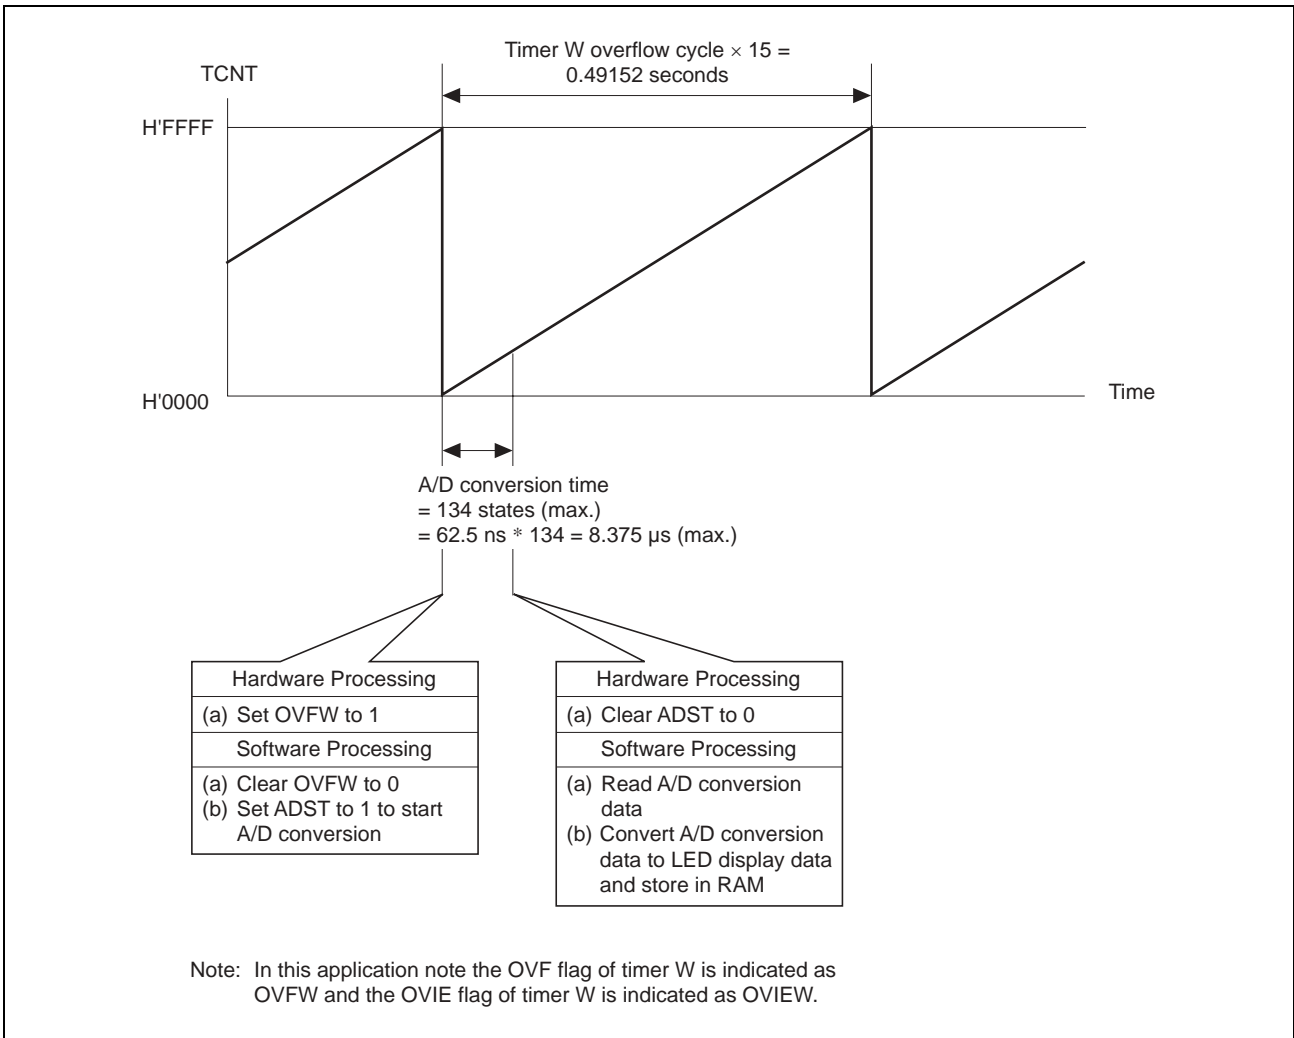 Timer W overflow cycle × 15 =
0.49152 seconds
TCNT
H'FFFF
H'0000
Time
A/D conversion time
= 134 states (max.)
= 62.5 ns * 134 = 8.375 µs (max.)
Hardware Processing
(a) Set OVFW to 1
Software Processing
(a) Clear OVFW to 0
(b) Set ADST to 1 to start
A/D conversion
Hardware Processing
(a) Clear ADST to 0
Software Processing
(a) Read A/D conversion
data
(b) Convert A/D conversion
data to LED display data
and store in RAM
Note: In this application note the OVF flag of timer W is indicated as
OVFW and the OVIE flag of timer W is indicated as OVIEW.